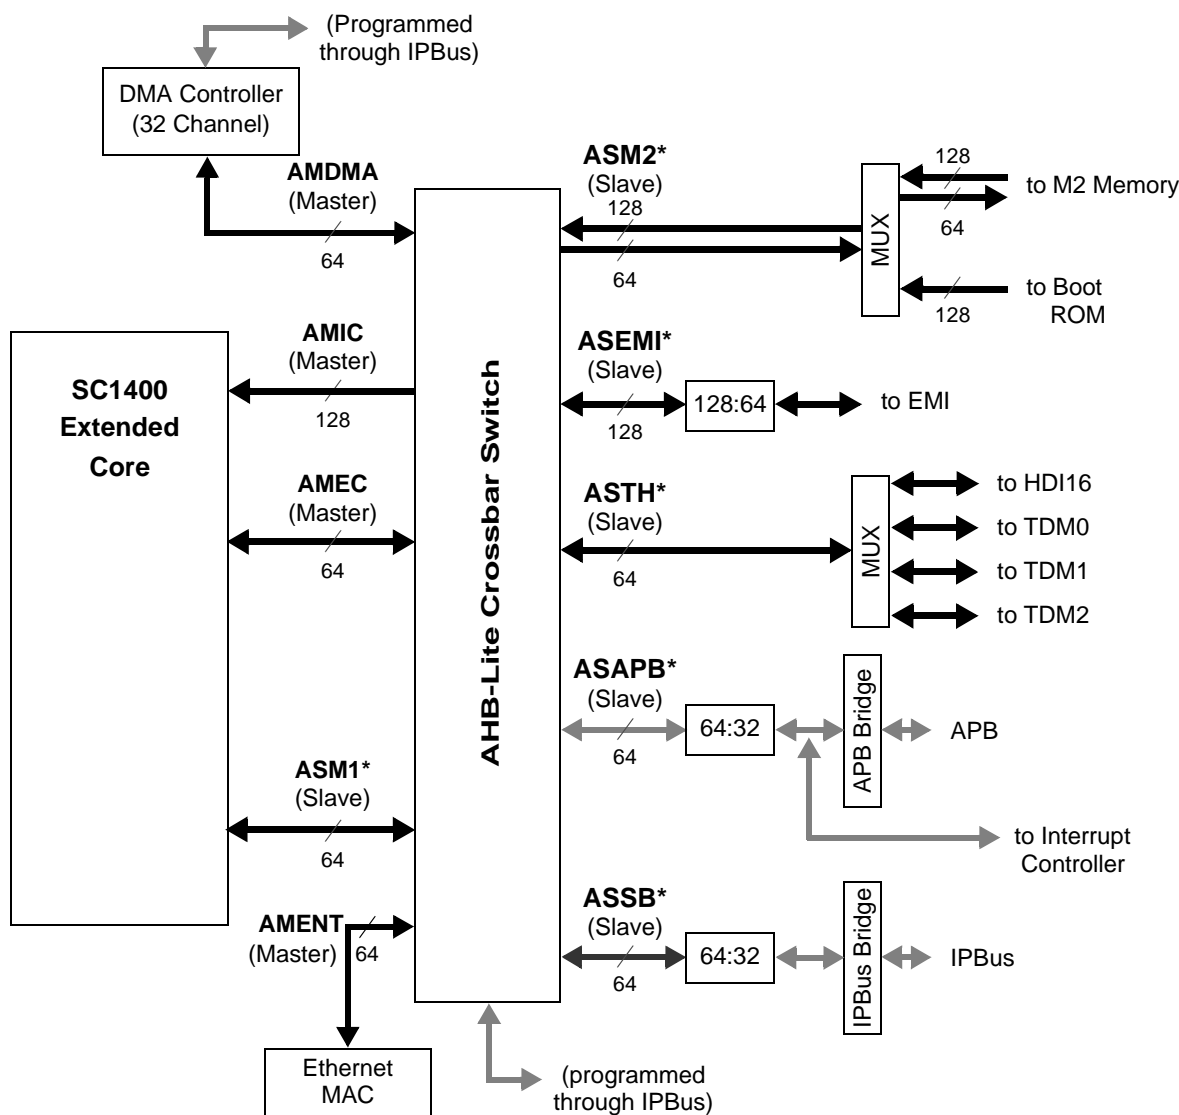 (Programmed
through IPBus)
DMA Controller
(32 Channel)
AMDMA
(Master)
64
ASM2*
(Slave)
128
64
MUX
128
to M2 Memory
64
to Boot
ROM
128
SC1400
Extended
Core
AMIC
(Master)
128
AHB-Lite Crossbar Switch
ASEMI*
(Slave)
128
128:64
to EMI
AMEC
(Master)
64
ASTH*
(Slave)
64
MUX
to HDI16
to TDM0
to TDM1
to TDM2
ASAPB*
(Slave)
64
64:32
APB Bridge
APB
to Interrupt
Controller
ASM1*
(Slave)
64
AMENT
(Master)
64
ASSB*
(Slave)
64
64:32
IPBus Bridge
IPBus
Ethernet
MAC
(programmed
through IPBus)